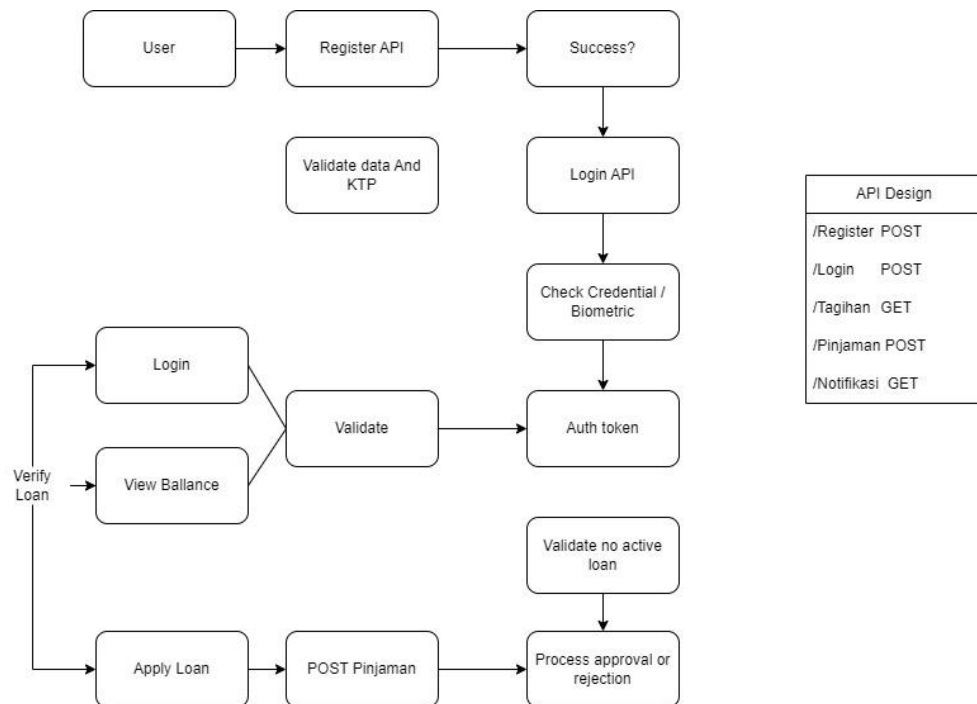 User
Register API
Success?
Validate data And
KTP
Login API
API Design
/Register POST
/Login POST
/Tagihan GET
/Pinjaman POST
/Notifikasi GET
Check Credential /
Biometric
Login
Validate
Auth token
Verify
Loan
View Ballance
Validate no active
loan
Apply Loan
POST Pinjaman
Process approval or
rejection